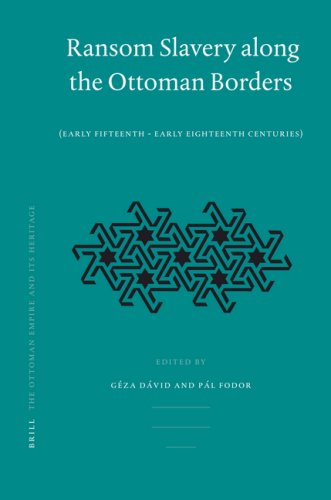 Ransom Slavery along
the Ottoman Borders
(EARLY FIFTEENTH - EARLY EIGHTEENTH CENTURIES)
EDITED BY
GÉZA DÁVID AND PÁL FODOR
BRILL THE OTTOMAN EMPIRE AND ITS HERITAGE